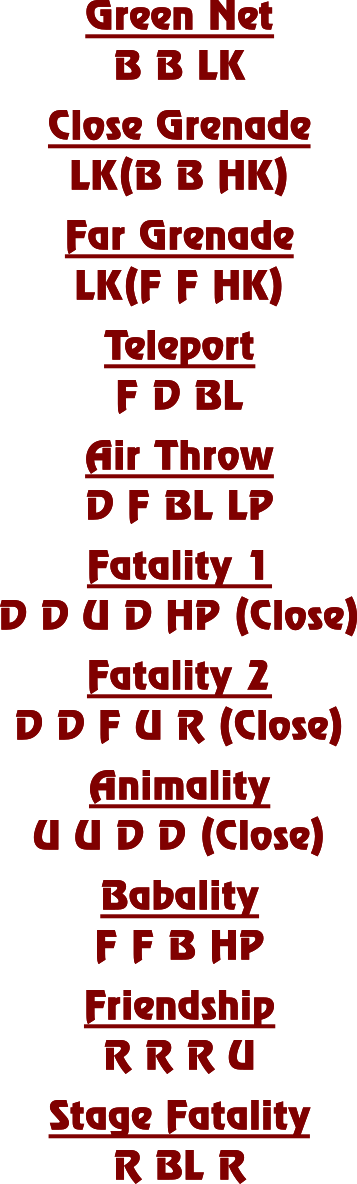 Green Net
B B LK
Close Grenade
LK(B B HK)
Far Grenade
LK(F F HK)
Teleport
F D BL
Air Throw
D F BL LP
Fatality 1
D D U D HP (Close)
Fatality 2
D D F U R (Close)
Animality
U U D D (Close)
Babality
F F B HP
Friendship
R R R U
Stage Fatality
R BL R